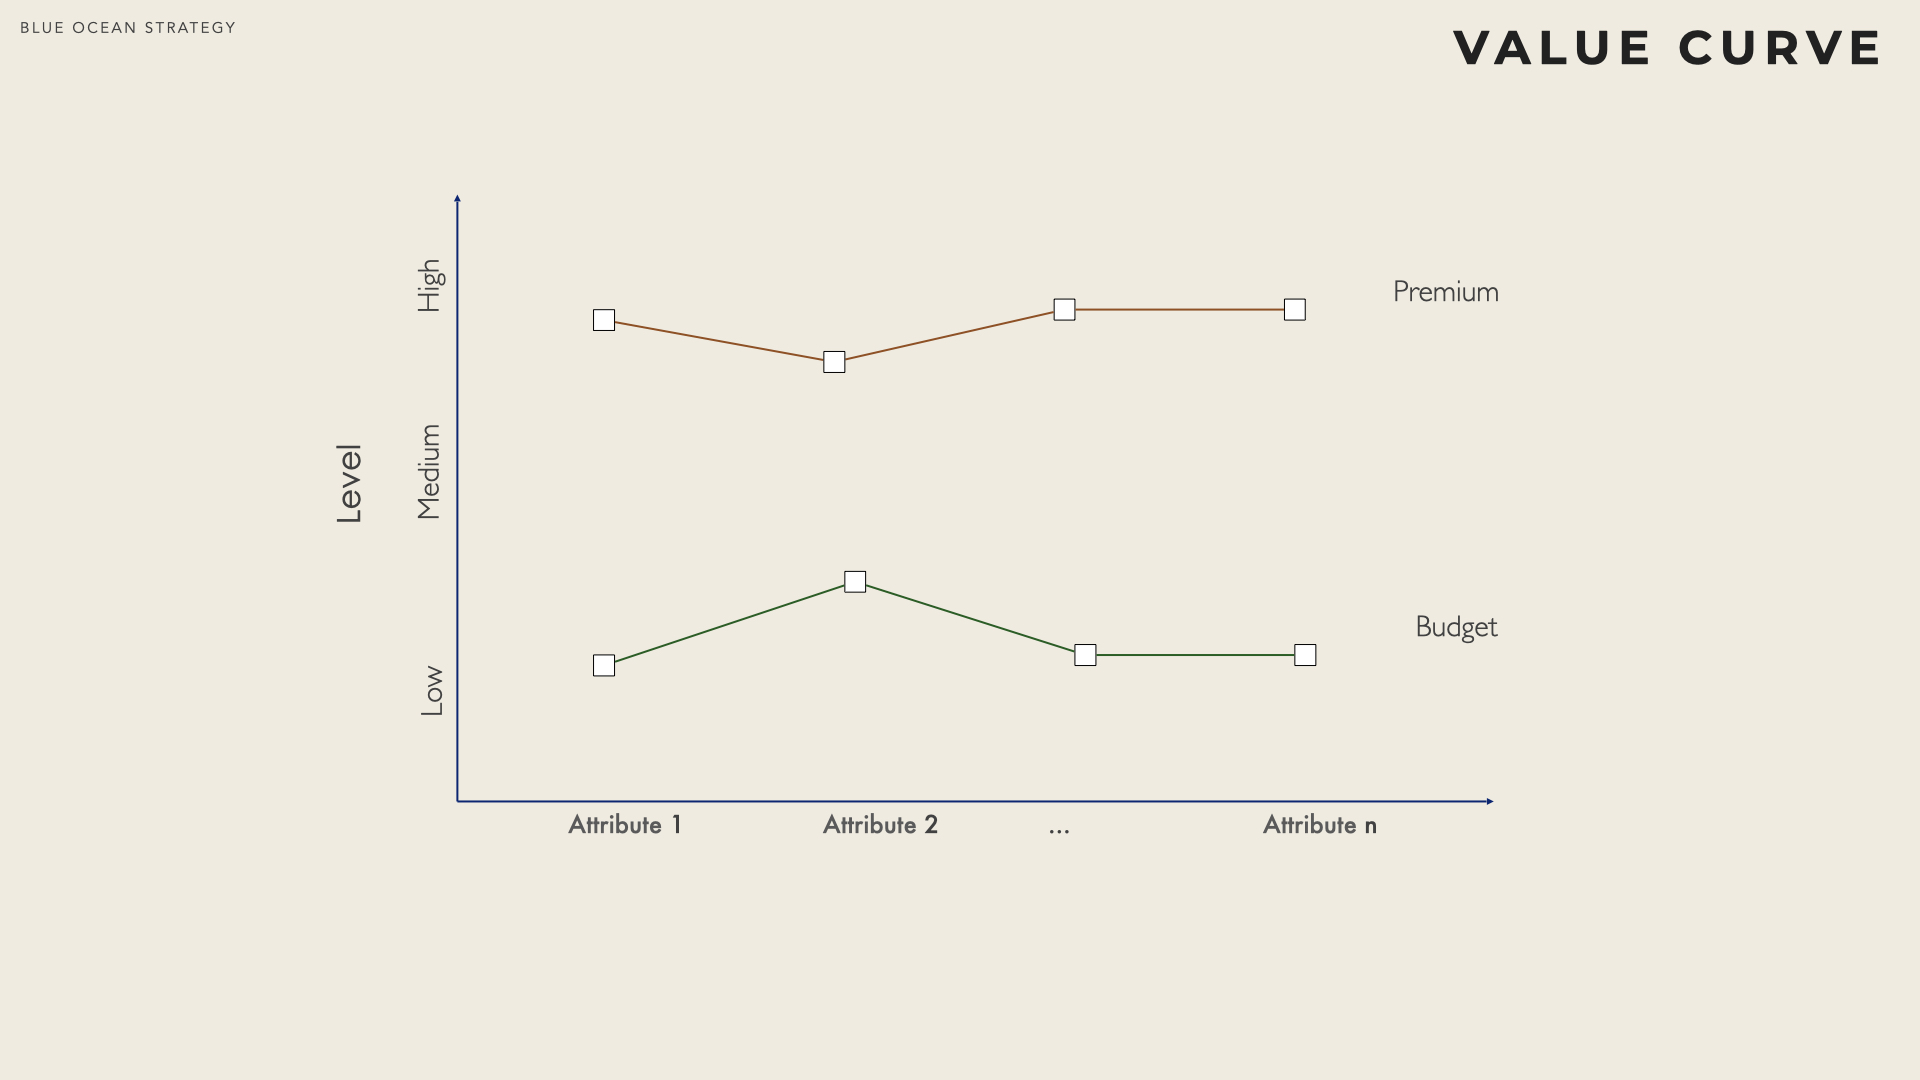 BLUE OCEAN STRATEGY
VALUE CURVE
Level
High
Medium
Low
Premium
Budget
Attribute 1
Attribute 2
...
Attribute n